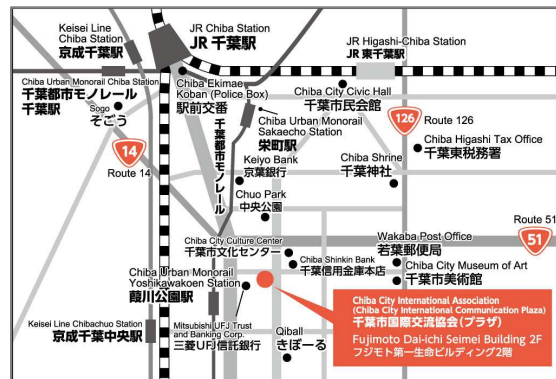 Keisei Line
Chiba Station
京成千葉駅
JR Chiba Station
JR 千葉駅
JR Higashi-Chiba Station
JR 東千葉駅
Chiba Urban Monorail Chiba Station
千葉都市モノレール
千葉駅
Sogo
そごう
Chiba Ekimae
Koban (Police Box)
駅前交番
Chiba City Civic Hall
千葉市民会館
126
Route 126
Chiba Urban Monorail
Sakaecho Station
栄町駅
千葉都市モノレール
14
Route 14
Chiba Higashi Tax Office
千葉東税務署
Keiyo Bank
京葉銀行
Chiba Shrine
千葉神社
Chuo Park
中央公園
Route 51
51
Chiba City Culture Center
千葉市文化センター
Wakaba Post Office
若葉郵便局
Chiba Shinkin Bank
千葉信用金庫本店
Chiba City Museum of Art
千葉市美術館
Chiba Urban Monorail
Yoshikawakoen Station
葭川公園駅
Keisei Line Chibachuo Station
京成千葉中央駅
Mitsubishi UFJ Trust
and Banking Corp.
三菱UFJ信託銀行
Qiball
きぼーる
Chiba City International Association
(Chiba City International Communication Plaza)
千葉市国際交流協会（プラザ）
Fujimoto Dai-ichi Seimei Building 2F
フジモト第一生命ビルディング2階